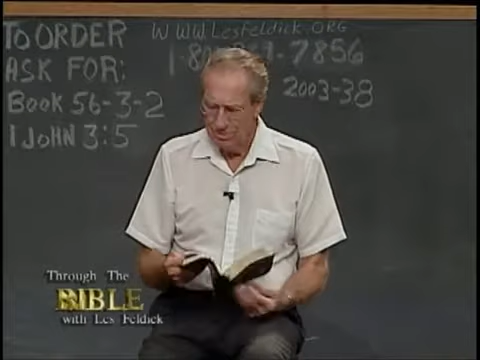 TO ORDER
ASK FOR:
Book 56-3-2
1 JOHN 3:5
WWW.LESFELDICK.ORG
7856
2003-38
Through The
BIBLE
with Les Feldick